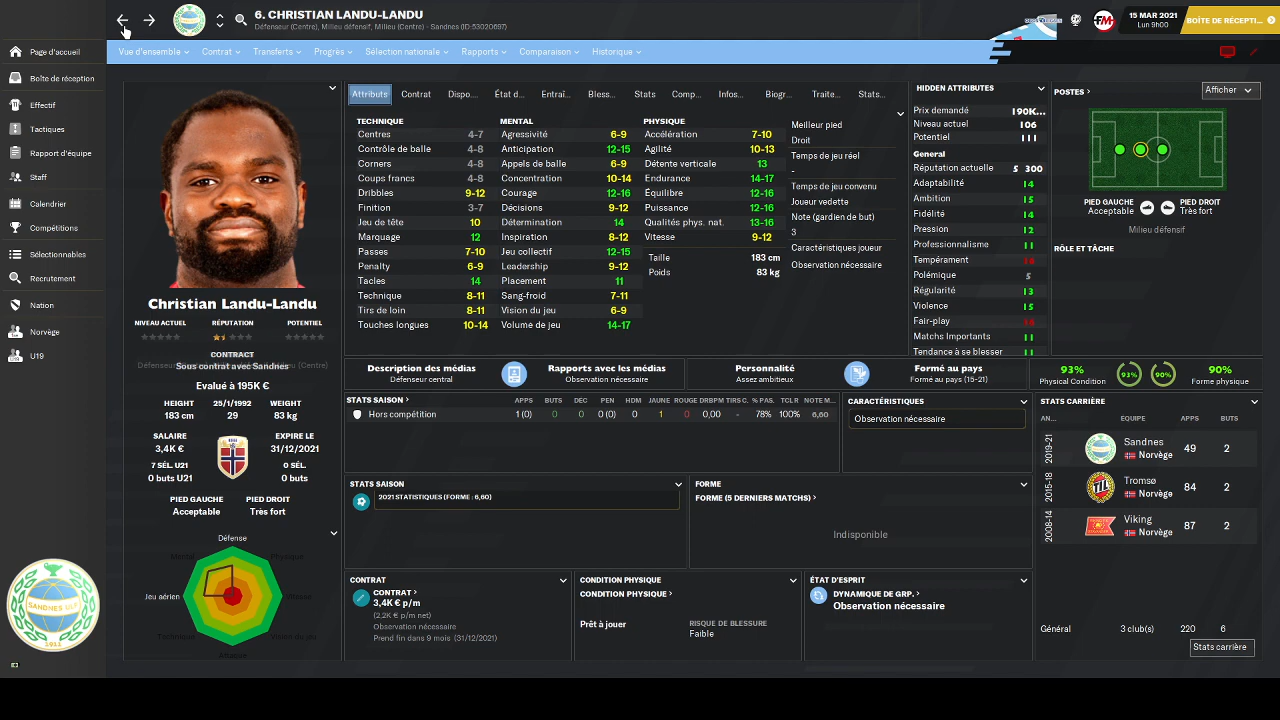 6. CHRISTIAN LANDU-LANDU
Défenseur (Centre), Milieu défensif, Milieu (Centre) - Sandnes (ID:53020697)
15 MAR 2021
Lun 9h00
BOÎTE DE RÉCEPTI...
Vue d'ensemble
Contrat
Transferts
Progrès
Sélection nationale
Rapports
Comparaison
Historique
Page d'accueil
Boîte de réception
Effectif
Tactiques
Rapport d'équipe
Staff
Calendrier
Compétitions
Sélectionnables
Recrutement
Nation
Norvège
U19
SANDNES ULF
1911
Christian Landu-Landu
NIVEAU ACTUEL RÉPUTATION POTENTIEL
CONTRACT
Sous contrat avec Sandnes
Evalué à 195K €
HEIGHT 25/1/1992 WEIGHT
183 cm 29 83 kg
SALAIRE EXPIRE LE
3,4K € 31/12/2021
7 SÉL. U21 0 SÉL.
0 buts U21 0 buts
PIED GAUCHE PIED DROIT
Acceptable Très fort
Défense
Mental Physique
Jeu aérien Vitesse
Technique Vision du jeu
Attaque
Attributs Contrat Dispo... État d... Entraî... Bless... Stats Comp... Infos... Biogr... Traite... Stats...
TECHNIQUE MENTAL PHYSIQUE
Centres 4-7 Agressivité 6-9 Accélération 7-10
Contrôle de balle 4-8 Anticipation 12-15 Agilité 10-13
Corners 4-8 Appels de balle 6-9 Détente verticale 13
Coups francs 4-8 Concentration 10-14 Endurance 14-17
Dribbles 9-12 Courage 12-16 Équilibre 12-16
Finition 3-7 Décisions 9-12 Puissance 12-16
Jeu de tête 10 Détermination 14 Qualités phys. nat. 13-16
Marquage 12 Inspiration 8-12 Vitesse 9-12
Passes 7-10 Jeu collectif 12-15
Penalty 6-9 Leadership 9-12
Tacles 14 Placement 11
Technique 8-11 Sang-froid 7-11
Tirs de loin 8-11 Vision du jeu 6-9
Touches longues 10-14 Volume de jeu 14-17
Taille 183 cm
Poids 83 kg
Meilleur pied
Droit
Temps de jeu réel
-
Temps de jeu convenu
Joueur vedette
Note (gardien de but)
3
Caractéristiques joueur
Observation nécessaire
HIDDEN ATTRIBUTES
Prix demandé 190K...
Niveau actuel 106
Potentiel 111
General
Réputation actuelle 5 300
Adaptabilité 14
Ambition 15
Fidélité 14
Pression 12
Professionnalisme 11
Tempérament
Polémique 5
Régularité 13
Violence 15
Fair-play
Matchs Importants 11
Tendance à se blesser 11
POSTES
Afficher
PIED GAUCHE PIED DROIT
Acceptable Très fort
Milieu défensif
RÔLE ET TÂCHE
Description des médias
Défenseur central
Rapports avec les médias
Observation nécessaire
Personnalité
Assez ambitieux
Formé au pays
Formé au pays (15-21)
93%
Physical Condition
93% 90%
90%
Forme physique
STATS SAISON APPS BUTS DÉC PEN HDM JAUNE ROUGE DRBPM TIRS C. % PAS. TCL R NOTE M...
Hors compétition 1 (0) 0 0 0 (0) 0 1 0 0,00 - 78% 100% 6,60
CARACTÉRISTIQUES
Observation nécessaire
STATS CARRIÈRE
AN... EQUIPE APPS BUTS
2019-21 Sandnes Norvège 49 2
2015-18 Tromsø Norvège 84 2
2008-14 Viking Norvège 87 2
Général 3 club(s) 220 6
Stats carrière
STATS SAISON
2021 STATISTIQUES (FORME : 6,60)
FORME
FORME (5 DERNIERS MATCHS)
Indisponible
CONTRAT
CONTRAT
3,4K € p/m
(2,2K € p/m net)
Observation nécessaire
Prend fin dans 9 mois (31/12/2021)
CONDITION PHYSIQUE
CONDITION PHYSIQUE
Prêt à jouer
RISQUE DE BLESSURE
Faible
ÉTAT D'ESPRIT
DYNAMIQUE DE GRP.
Observation nécessaire